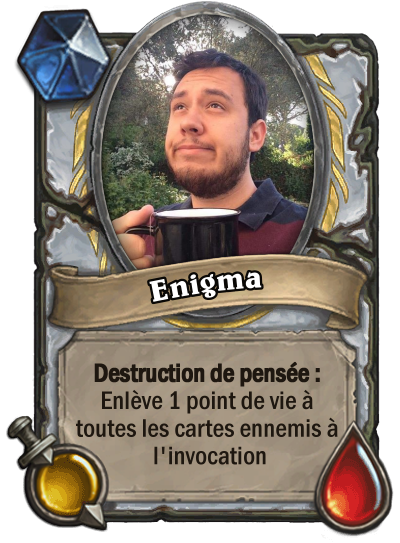 Enigma
Destruction de pensée :
Enlève 1 point de vie à
toutes les cartes ennemis à
l'invocation